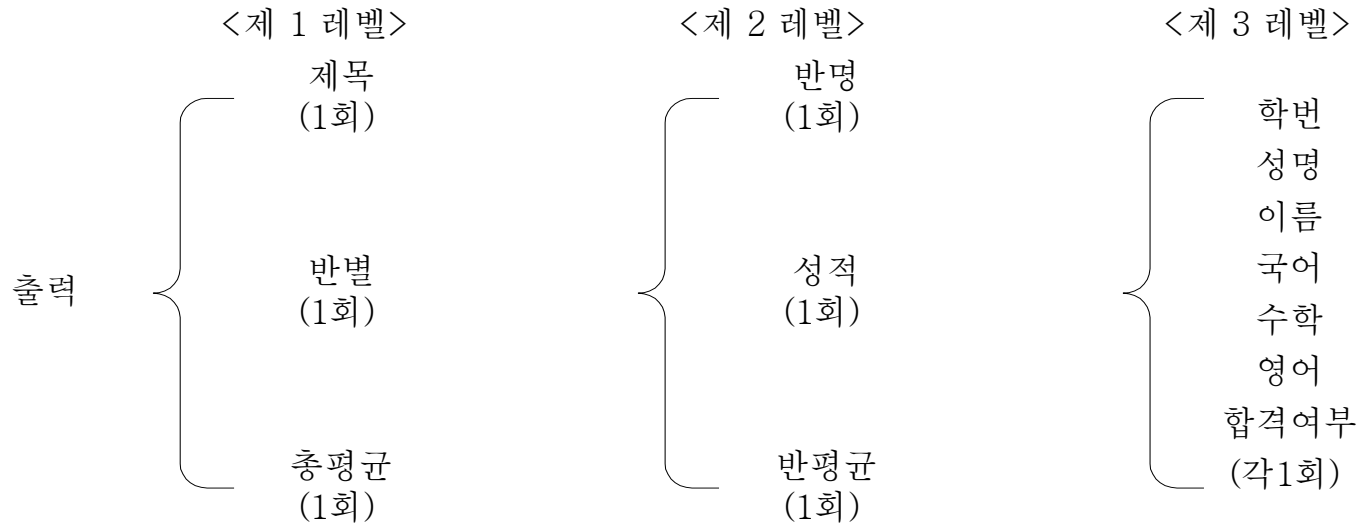 <제 1 레벨> <제 2 레벨> <제 3 레벨>
제목
(1회)
반별
(1회)
총평균
(1회)
출력
반명
(1회)
성적
(1회)
반평균
(1회)
학번
성명
이름
국어
수학
영어
합격여부
(각1회)